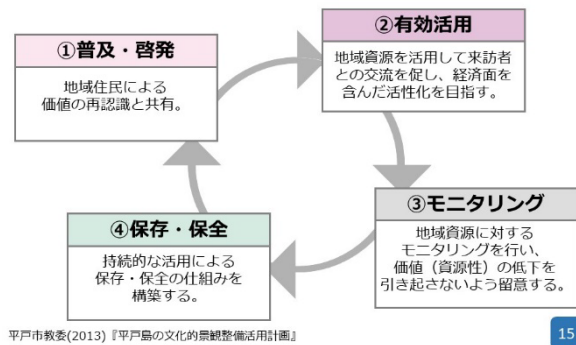 ①普及・啓発
地域住民による
価値の再認識と共有。
②有効活用
地域資源を活用して来訪者
との交流を促し、経済面を
含んだ活性化を目指す。
③モニタリング
地域資源に対する
モニタリングを行い、
価値（資源性）の低下を
引き起さないよう留意する。
④保存・保全
持続的な活用による
保存・保全の仕組みを
構築する。
平戸市教委(2013)『平戸島の文化的景観整備活用計画』
15